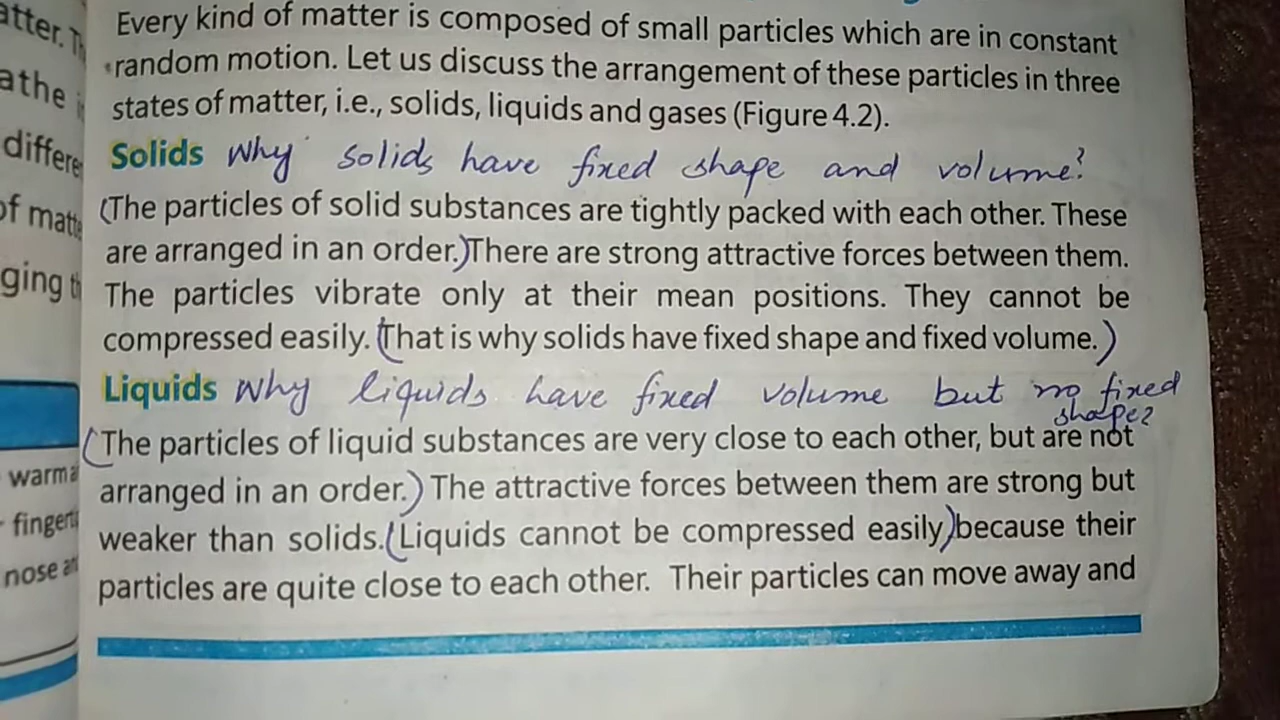 Every kind of matter is composed of small particles which are in constant
random motion. Let us discuss the arrangement of these particles in three
states of matter, i.e., solids, liquids and gases (Figure 4.2).
Solids Why solids have fixed shape and volume?
(The particles of solid substances are tightly packed with each other. These
are arranged in an order.) There are strong attractive forces between them.
The particles vibrate only at their mean positions. They cannot be
compressed easily. (That is why solids have fixed shape and fixed volume.)
Liquids Why liquids have fixed volume but no fixed
shape?
(The particles of liquid substances are very close to each other, but are not
arranged in an order.) The attractive forces between them are strong but
weaker than solids. (Liquids cannot be compressed easily) because their
particles are quite close to each other. Their particles can move away and